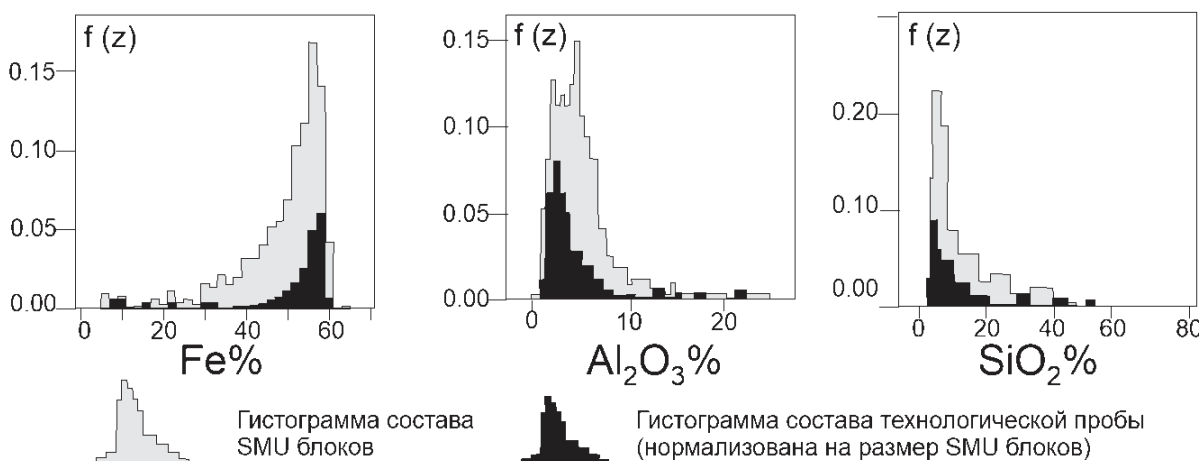 f (z)
0.15
0.10
0.05
0.00
0 20 40 60
Fe%
f (z)
0.15
0.10
0.05
0.00
0 10 20
Al₂O₃%
f (z)
0.20
0.10
0.00
0 20 40 60 80
SiO₂%
Гистограмма состава
SMU блоков
Гистограмма состава технологической пробы
(нормализована на размер SMU блоков)